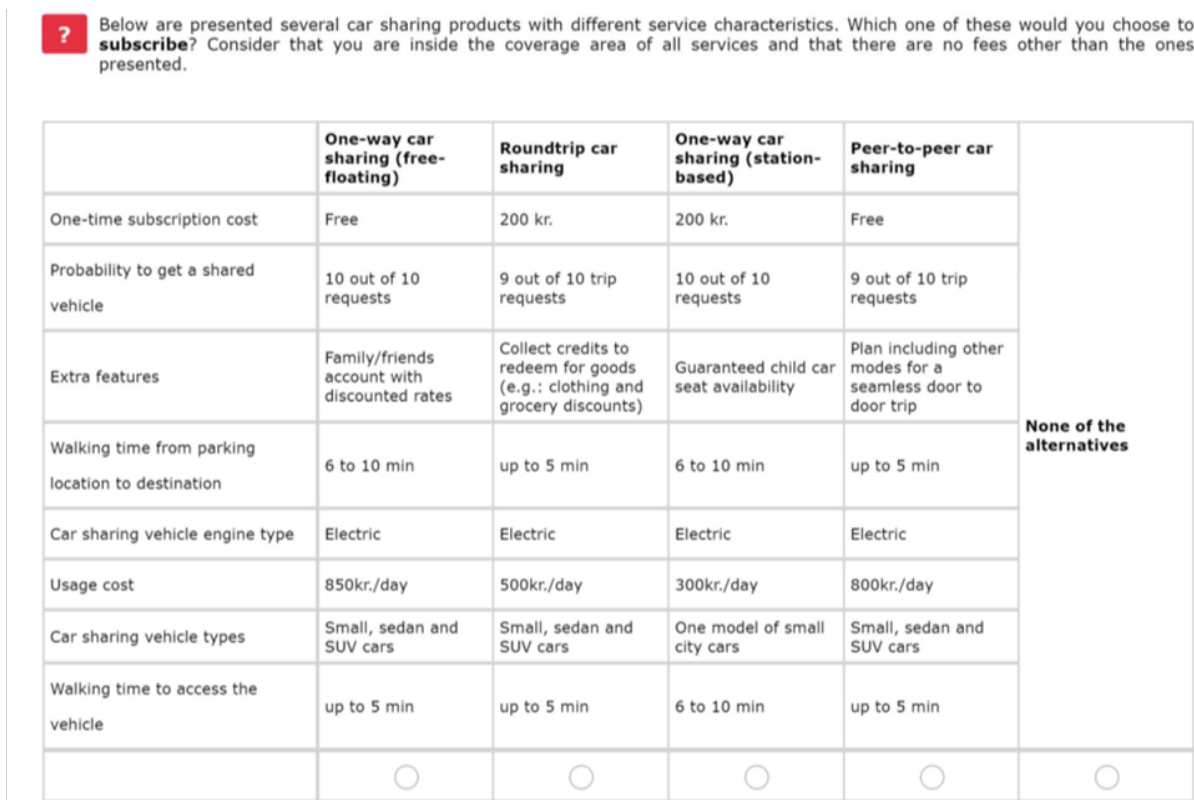 ?
Below are presented several car sharing products with different service characteristics. Which one of these would you choose to
subscribe? Consider that you are inside the coverage area of all services and that there are no fees other than the ones
presented.
One-way car
sharing (free-
floating)
Roundtrip car
sharing
One-way car
sharing (station-
based)
Peer-to-peer car
sharing
None of the
alternatives
One-time subscription cost
Free
200 kr.
200 kr.
Free
Probability to get a shared
vehicle
10 out of 10
requests
9 out of 10 trip
requests
10 out of 10
requests
9 out of 10 trip
requests
Extra features
Family/friends
account with
discounted rates
Collect credits to
redeem for goods
(e.g.: clothing and
grocery discounts)
Guaranteed child car
seat availability
Plan including other
modes for a
seamless door to
door trip
Walking time from parking
location to destination
6 to 10 min
up to 5 min
6 to 10 min
up to 5 min
Car sharing vehicle engine type
Electric
Electric
Electric
Electric
Usage cost
850kr./day
500kr./day
300kr./day
800kr./day
Car sharing vehicle types
Small, sedan and
SUV cars
Small, sedan and
SUV cars
One model of small
city cars
Small, sedan and
SUV cars
Walking time to access the
vehicle
up to 5 min
up to 5 min
6 to 10 min
up to 5 min